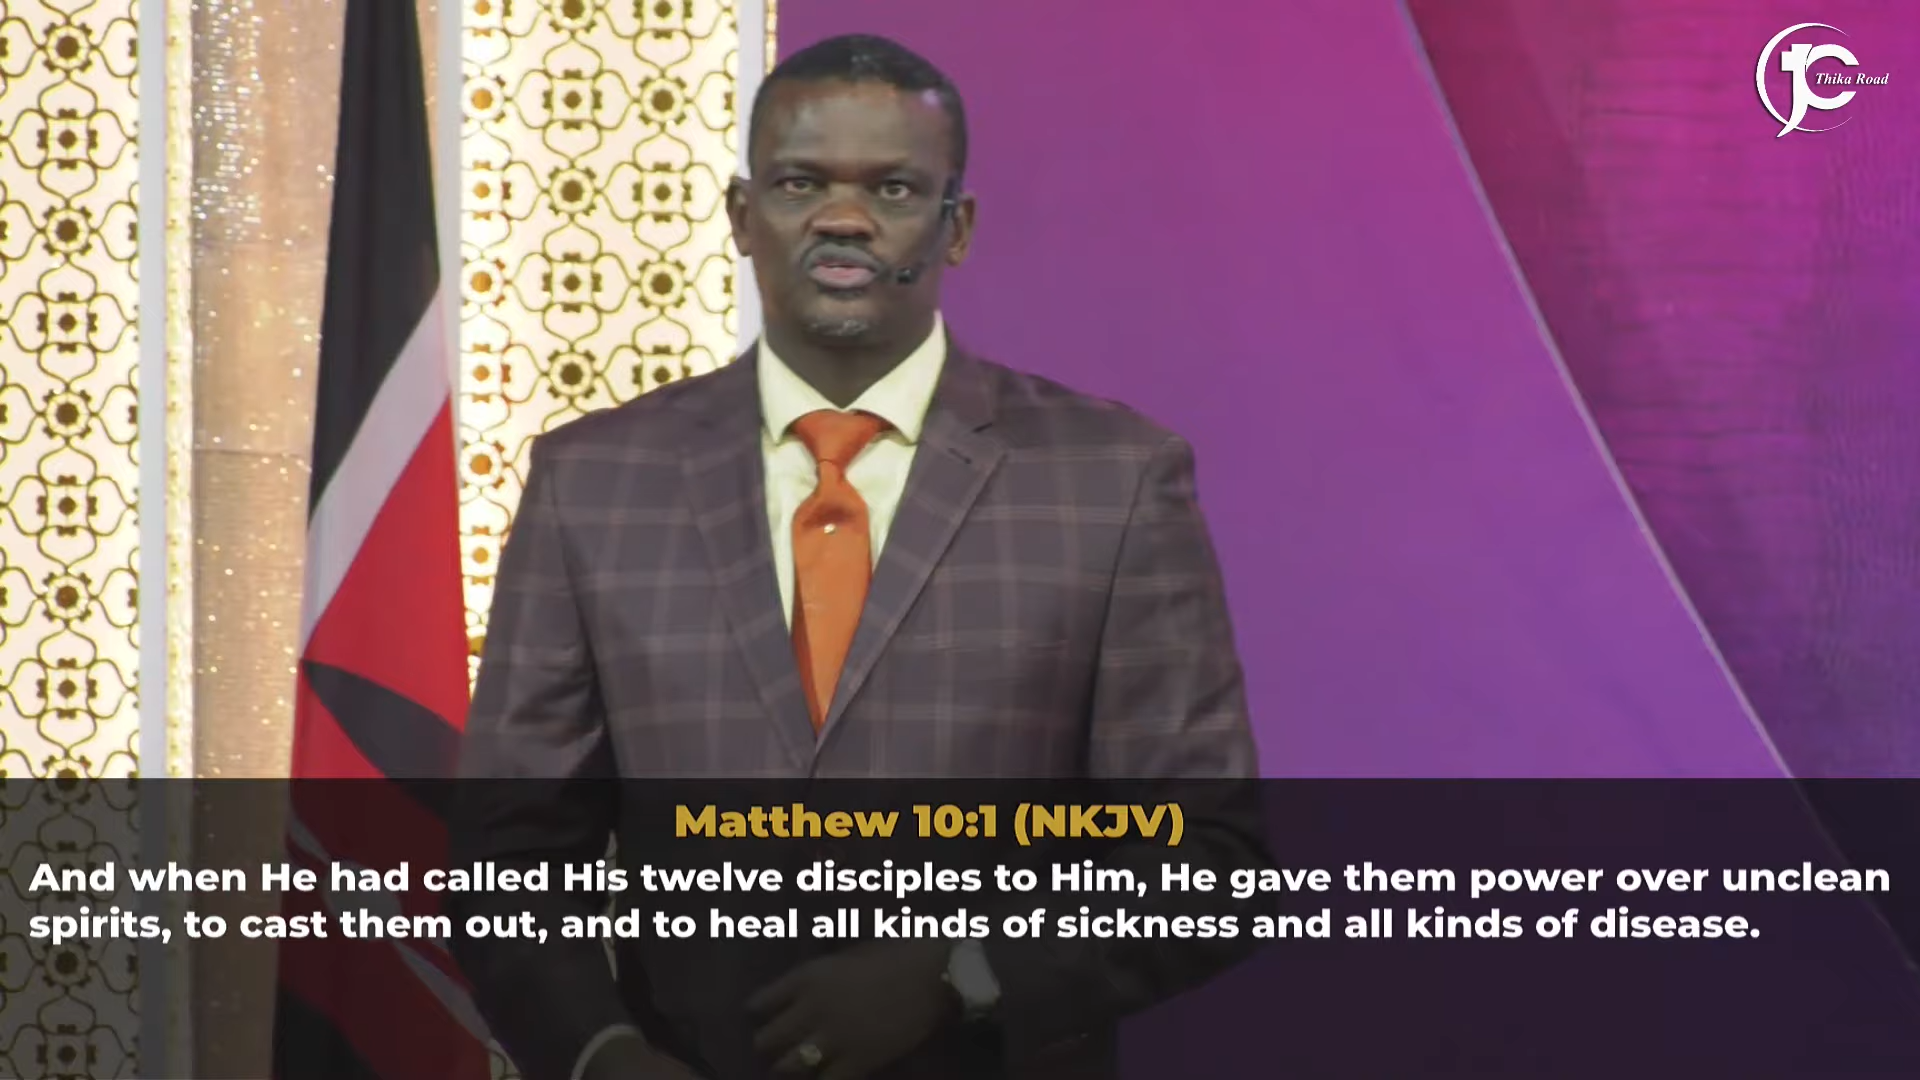 JC
Thika Road
Matthew 10:1 (NKJV)
And when He had called His twelve disciples to Him, He gave them power over unclean
spirits, to cast them out, and to heal all kinds of sickness and all kinds of disease.